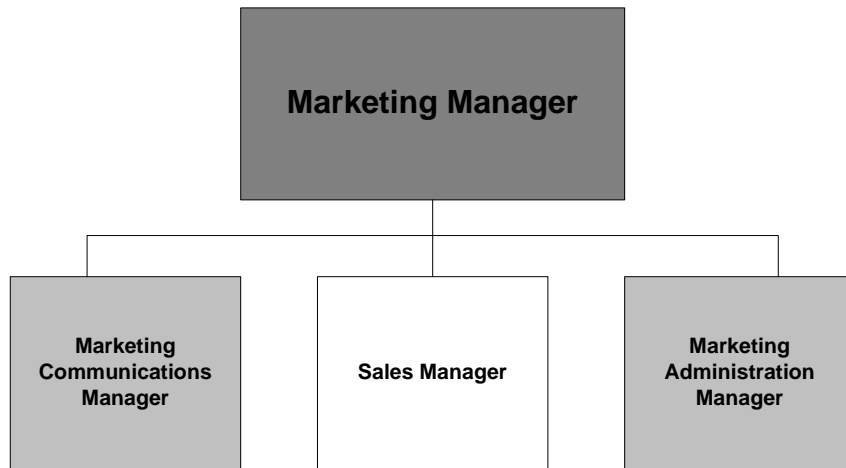 Marketing Manager
Marketing
Communications
Manager
Sales Manager
Marketing
Administration
Manager